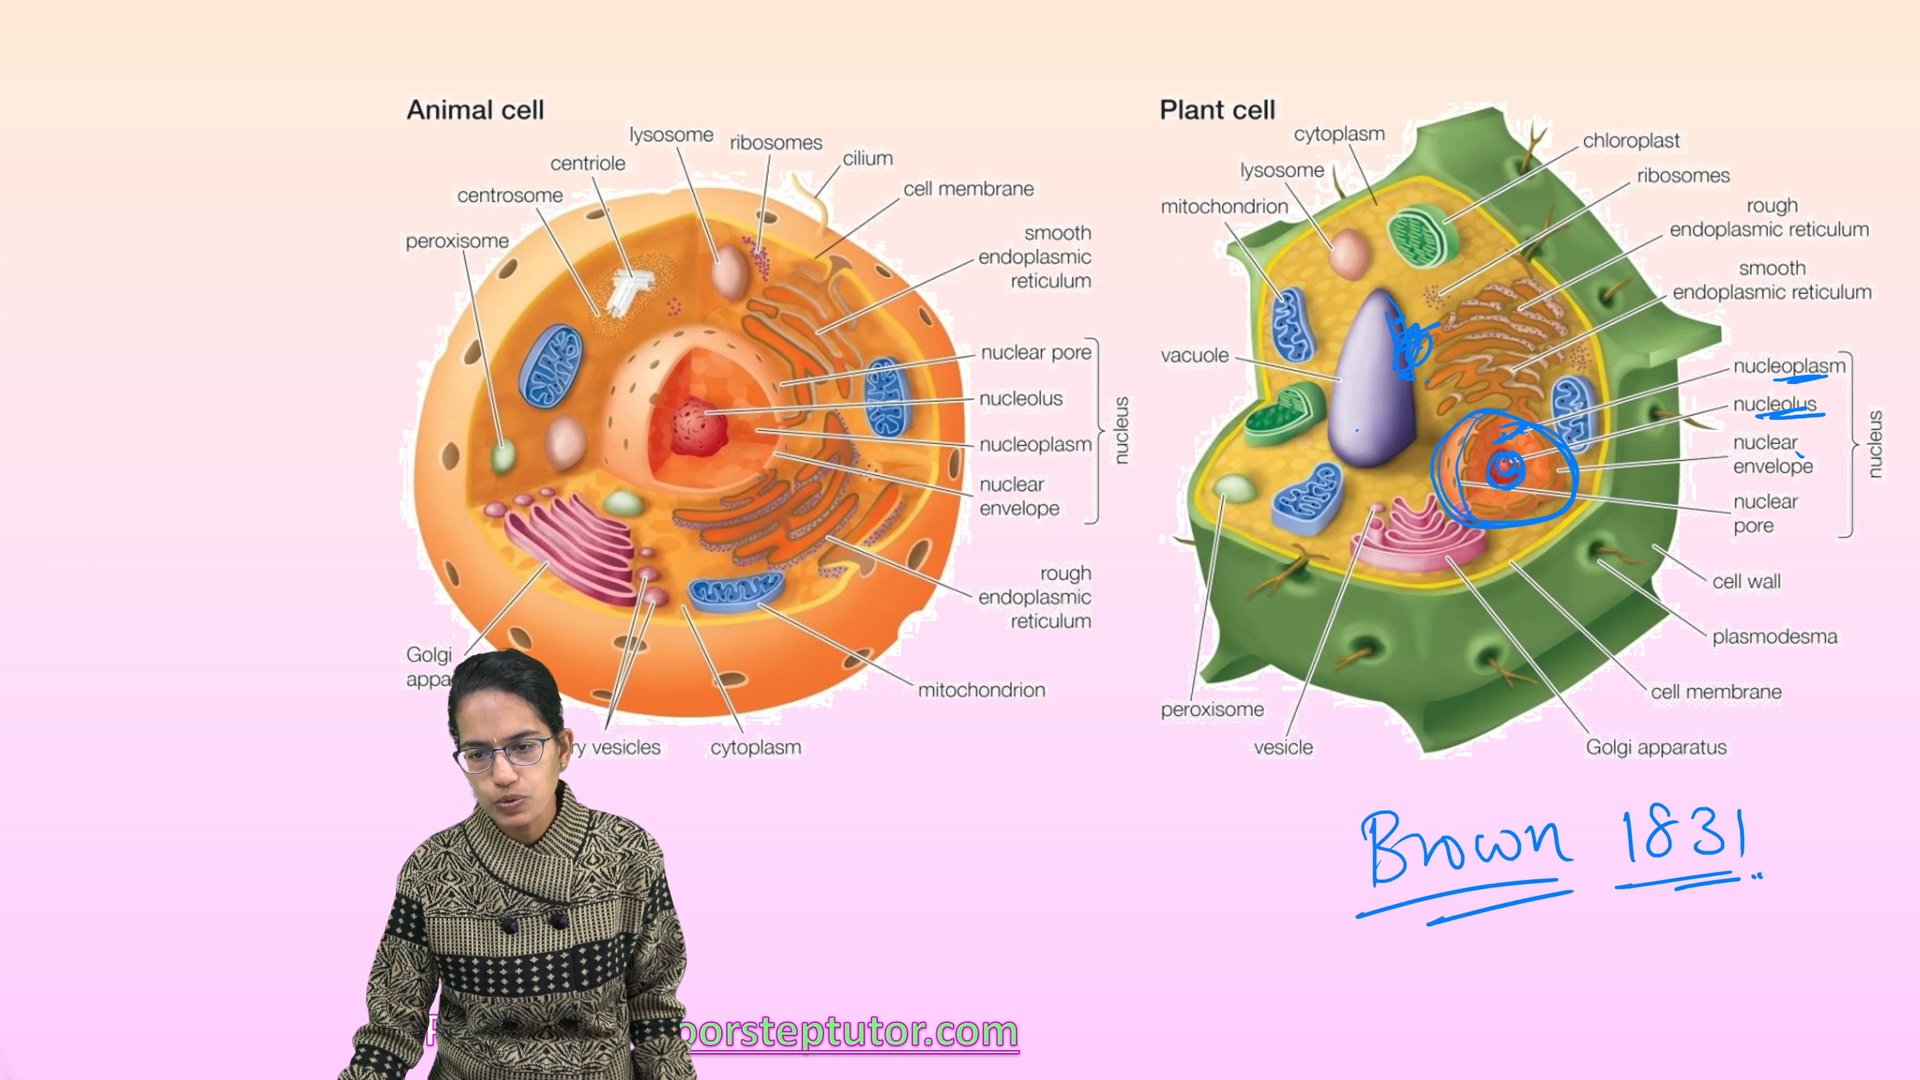 Animal cell
lysosome
ribosomes
centriole
cilium
centrosome
cell membrane
peroxisome
smooth
endoplasmic
reticulum
nuclear pore
nucleolus
nucleoplasm
nuclear
envelope
nucleus
rough
endoplasmic
reticulum
Golgi
mitochondrion
vesicles
cytoplasm
Plant cell
cytoplasm
chloroplast
lysosome
ribosomes
mitochondrion
rough
endoplasmic reticulum
smooth
endoplasmic reticulum
vacuole
nucleoplasm
nucleolus
nuclear
envelope
nuclear
pore
nucleus
cell wall
plasmodesma
cell membrane
peroxisome
vesicle
Golgi apparatus
Brown 1831
oorsteptutor.com